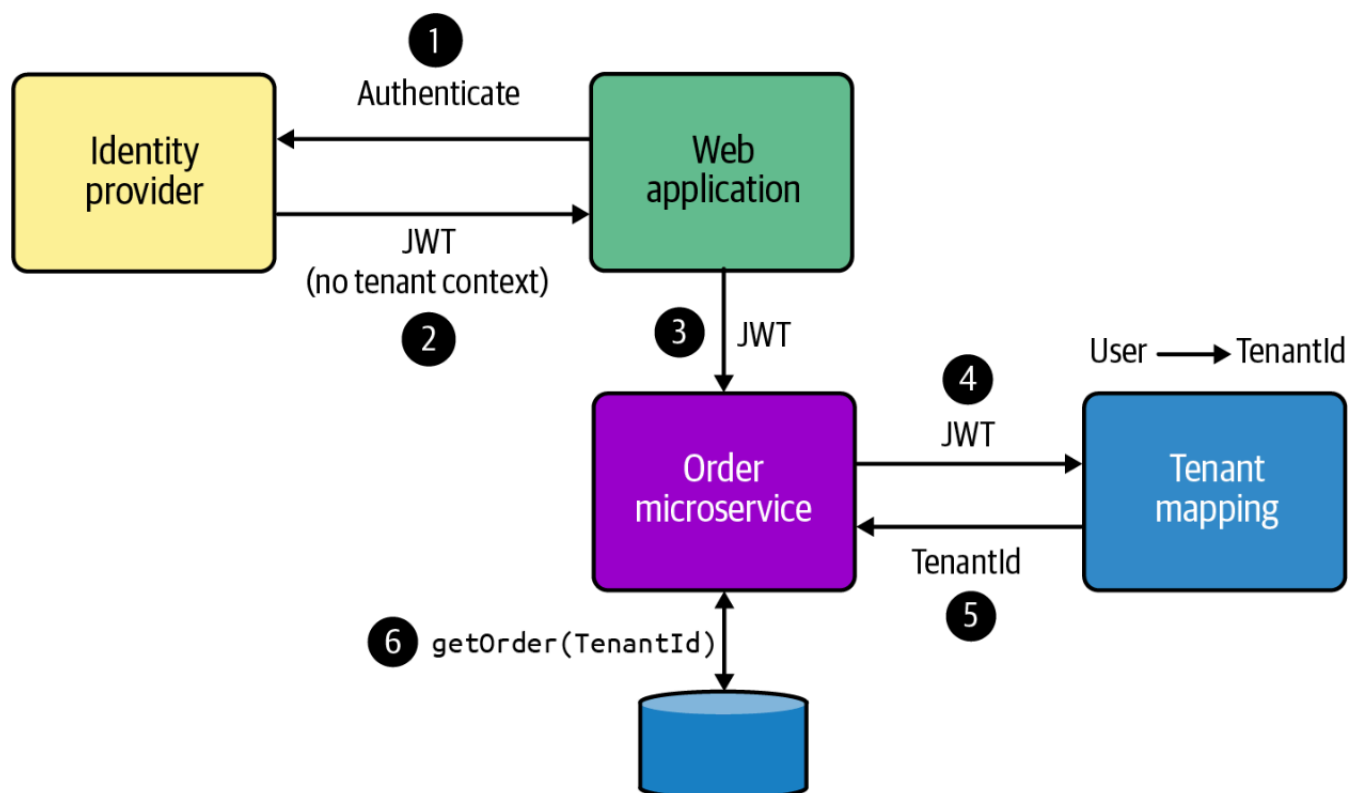 1
Authenticate
Identity
provider
Web
application
JWT
(no tenant context)
2
3
JWT
User
TenantId
4
JWT
Order
microservice
Tenant
mapping
TenantId
5
6
getOrder(TenantId)